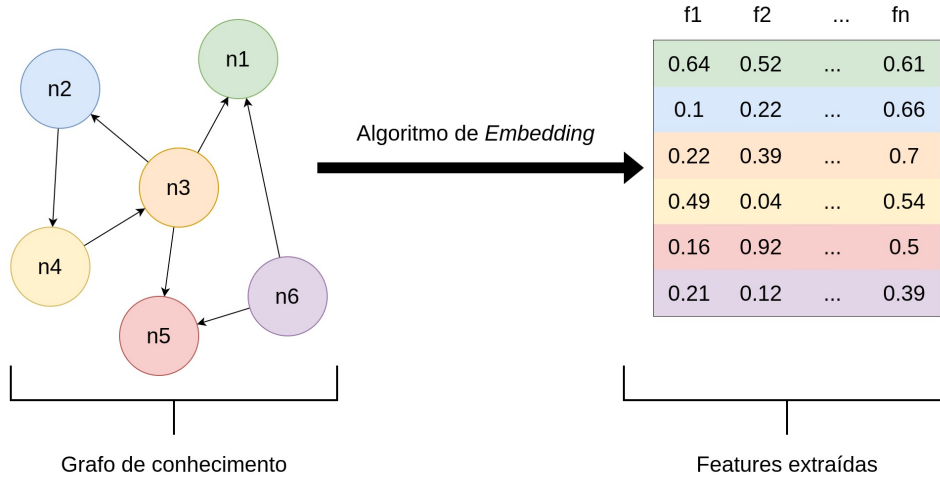 n1
n2
n3
n4
n5
n6
Grafo de conhecimento
Algoritmo de Embedding
f1 f2 ... fn
0.64 0.52 ... 0.61
0.1 0.22 ... 0.66
0.22 0.39 ... 0.7
0.49 0.04 ... 0.54
0.16 0.92 ... 0.5
0.21 0.12 ... 0.39
Features extraídas